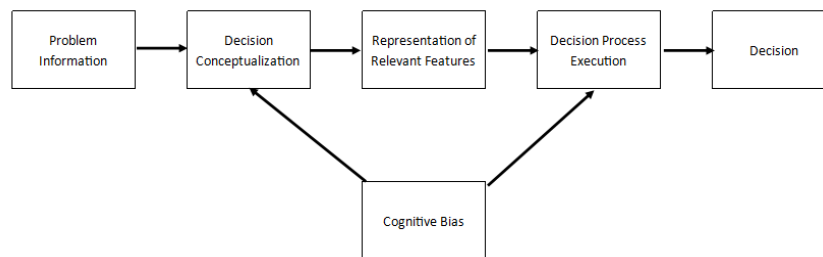 Problem
Information
Decision
Conceptualization
Representation of
Relevant Features
Decision Process
Execution
Decision
Cognitive Bias